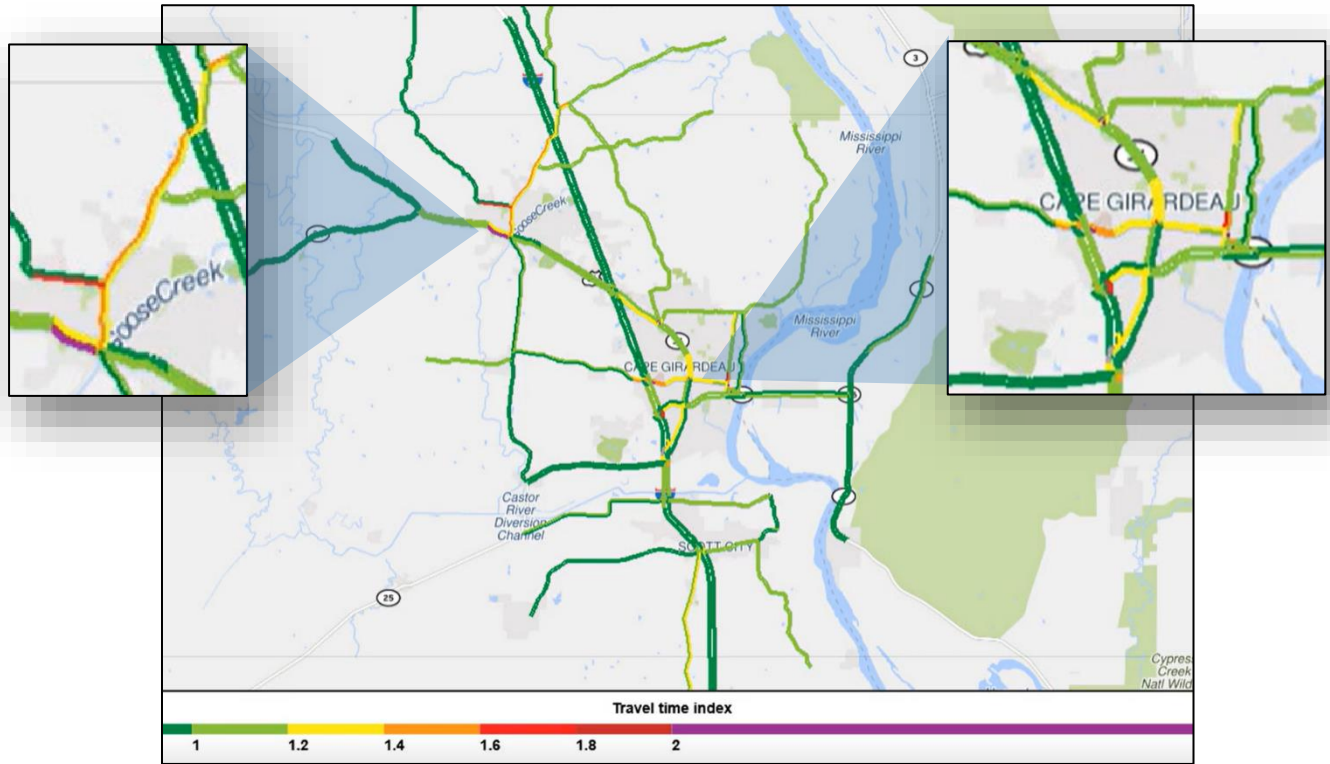 3
Mississippi
River
ooseCreek
Mississippi
River
CAPE GIRARDEAU
Castor
River
Diversion
Channel
SCOTT CITY
25
Cypres
Creek
Natl Wild
ooseCreek
CAPE GIRARDEAU
Travel time index
1 1.2 1.4 1.6 1.8 2